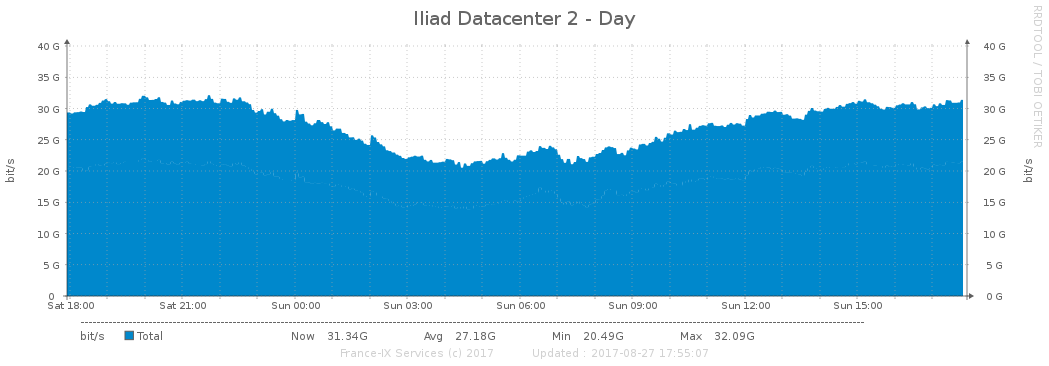 Iliad Datacenter 2 - Day
RRDTOOL / TOBI OETIKER
40 G 40 G
35 G 35 G
30 G 30 G
25 G 25 G
20 G 20 G
15 G 15 G
10 G 10 G
5 G 5 G
0 0 G
bit/s bit/s
Sat 18:00 Sat 21:00 Sun 00:00 Sun 03:00 Sun 06:00 Sun 09:00 Sun 12:00 Sun 15:00
bit/s Total Now 31.34G Avg 27.18G Min 20.49G Max 32.09G
France-IX Services (c) 2017 Updated : 2017-08-27 17:55:07